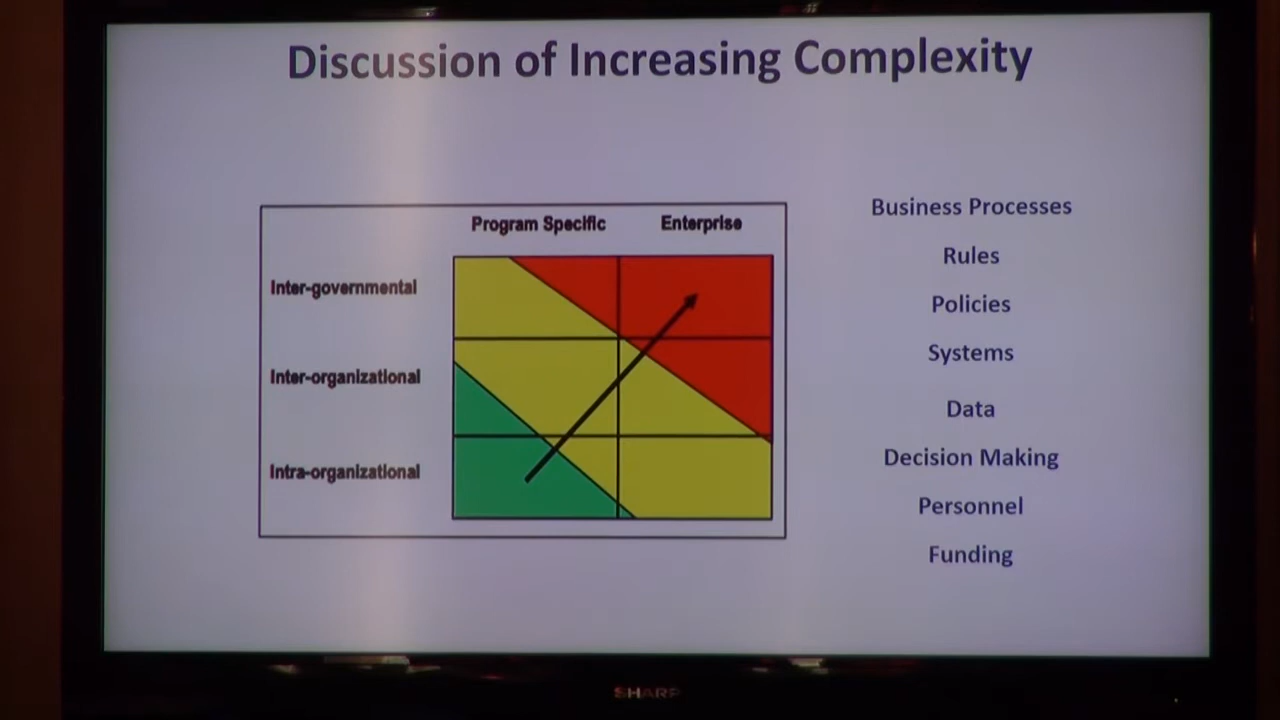 Discussion of Increasing Complexity
Program Specific
Enterprise
Inter-governmental
Inter-organizational
Intra-organizational
Business Processes
Rules
Policies
Systems
Data
Decision Making
Personnel
Funding
SHARP